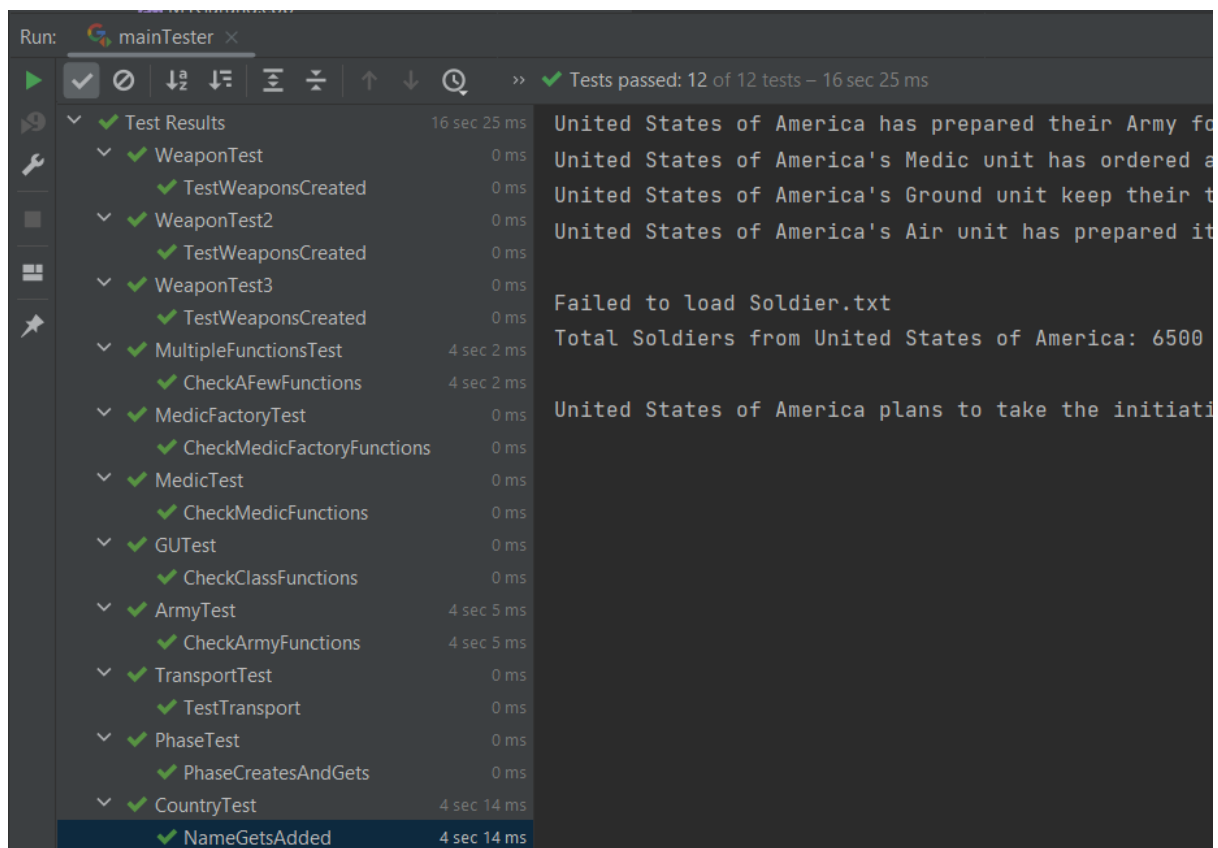 Run: mainTester
Tests passed: 12 of 12 tests – 16 sec 25 ms
Test Results 16 sec 25 ms
WeaponTest 0 ms
TestWeaponsCreated 0 ms
WeaponTest2 0 ms
TestWeaponsCreated 0 ms
WeaponTest3 0 ms
TestWeaponsCreated 0 ms
MultipleFunctionsTest 4 sec 2 ms
CheckAFewFunctions 4 sec 2 ms
MedicFactoryTest 0 ms
CheckMedicFactoryFunctions 0 ms
MedicTest 0 ms
CheckMedicFunctions 0 ms
GUTest 0 ms
CheckClassFunctions 0 ms
ArmyTest 4 sec 5 ms
CheckArmyFunctions 4 sec 5 ms
TransportTest 0 ms
TestTransport 0 ms
PhaseTest 0 ms
PhaseCreatesAndGets 0 ms
CountryTest 4 sec 14 ms
NameGetsAdded 4 sec 14 ms
United States of America has prepared their Army fo
United States of America's Medic unit has ordered a
United States of America's Ground unit keep their t
United States of America's Air unit has prepared it
Failed to load Soldier.txt
Total Soldiers from United States of America: 6500
United States of America plans to take the initiati